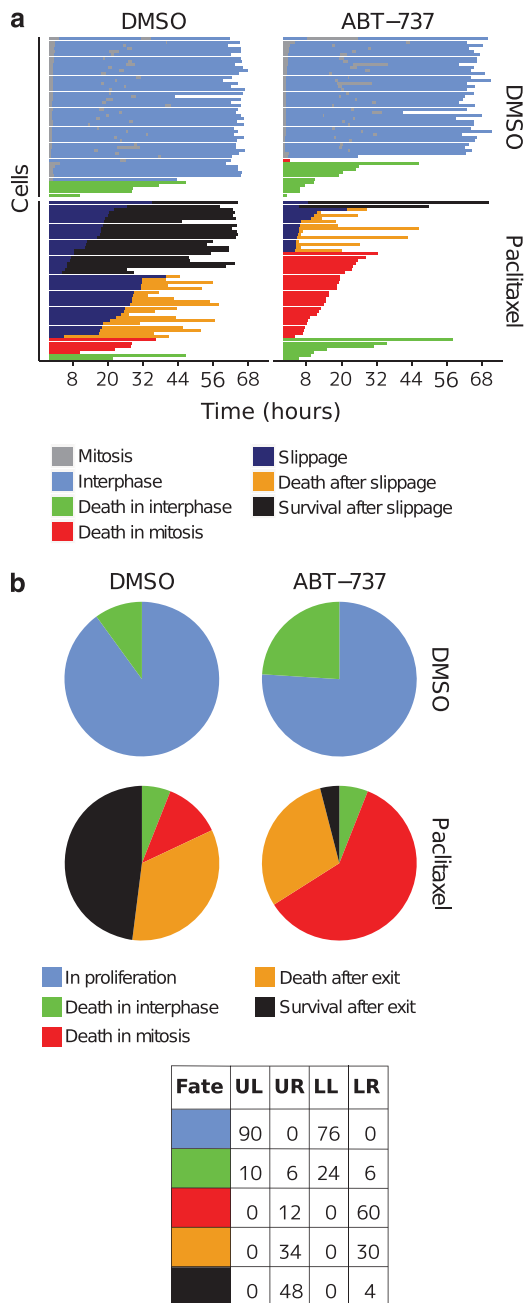 a
DMSO ABT−737
Cells
DMSO
Paclitaxel
8 20 32 44 56 68 8 20 32 44 56 68
Time (hours)
Mitosis
Interphase
Death in interphase
Death in mitosis
Slippage
Death after slippage
Survival after slippage
b
DMSO ABT−737
DMSO
Paclitaxel
In proliferation
Death in interphase
Death in mitosis
Death after exit
Survival after exit
Fate UL UR LL LR
90 0 76 0
10 6 24 6
0 12 0 60
0 34 0 30
0 48 0 4